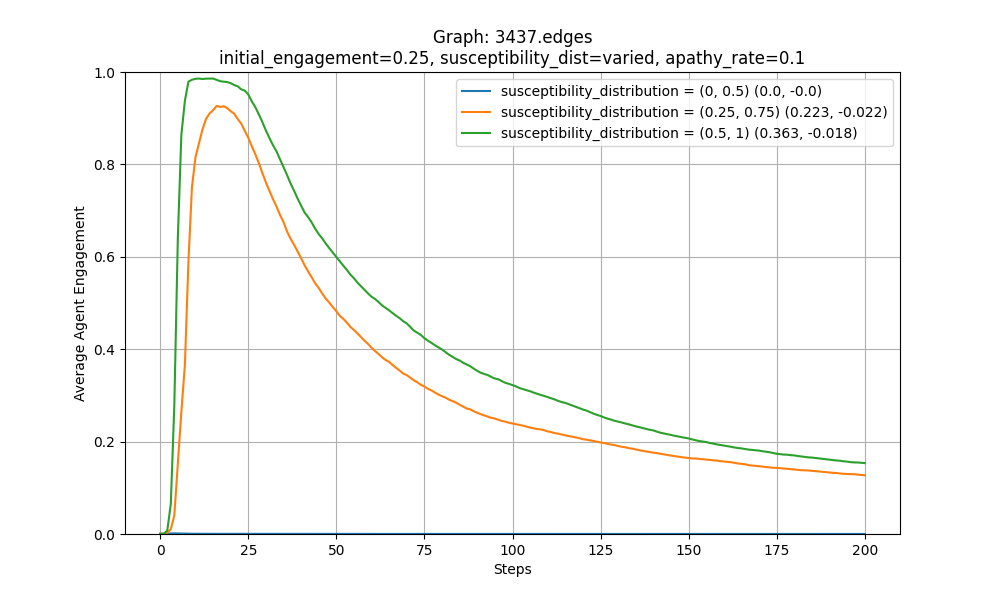 Graph: 3437.edges
initial_engagement=0.25, susceptibility_dist=varied, apathy_rate=0.1
susceptibility_distribution = (0, 0.5) (0.0, -0.0)
susceptibility_distribution = (0.25, 0.75) (0.223, -0.022)
susceptibility_distribution = (0.5, 1) (0.363, -0.018)
Average Agent Engagement
1.0
0.8
0.6
0.4
0.2
0.0
0 25 50 75 100 125 150 175 200
Steps